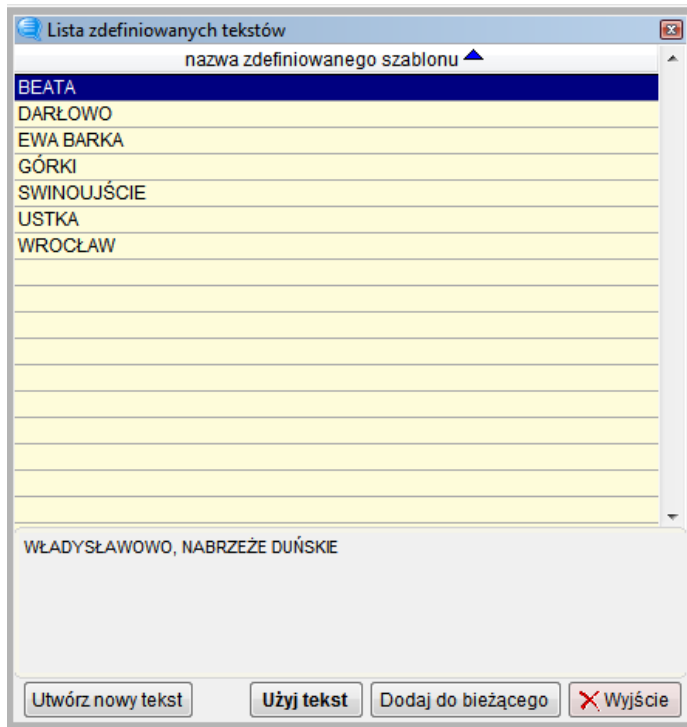 Lista zdefiniowanych tekstów
nazwa zdefiniowanego szablonu
BEATA
DARŁOWO
EWA BARKA
GÓRKI
SWINOUJŚCIE
USTKA
WROCŁAW
WŁADYSŁAWOWO, NABRZEŻE DUŃSKIE
Utwórz nowy tekst Użyj tekst Dodaj do bieżącego Wyjście